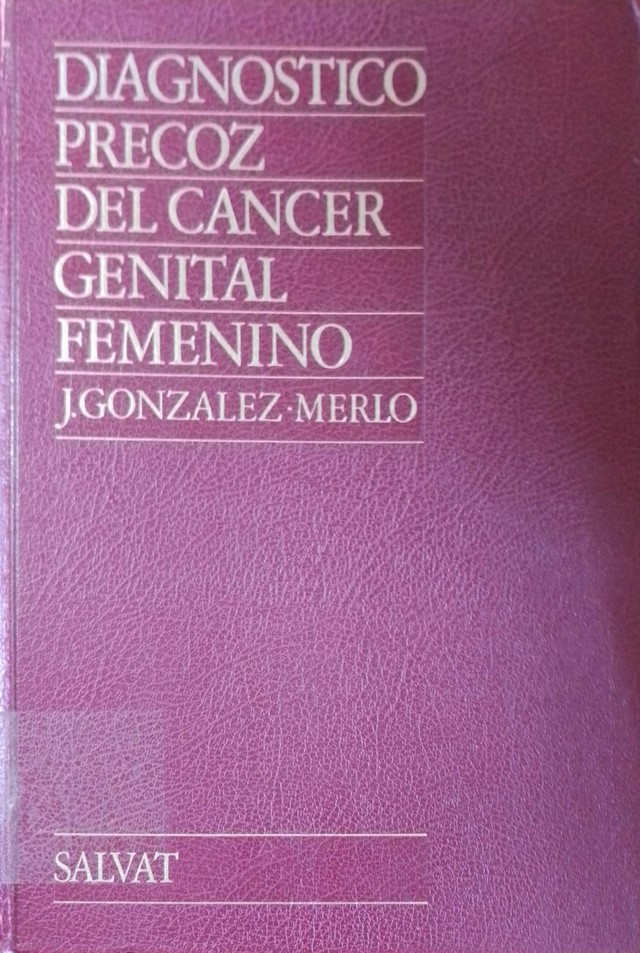 DIAGNOSTICO
PRECOZ
DEL CANCER
GENITAL
FEMENINO
J.GONZALEZ·MERLO
SALVAT